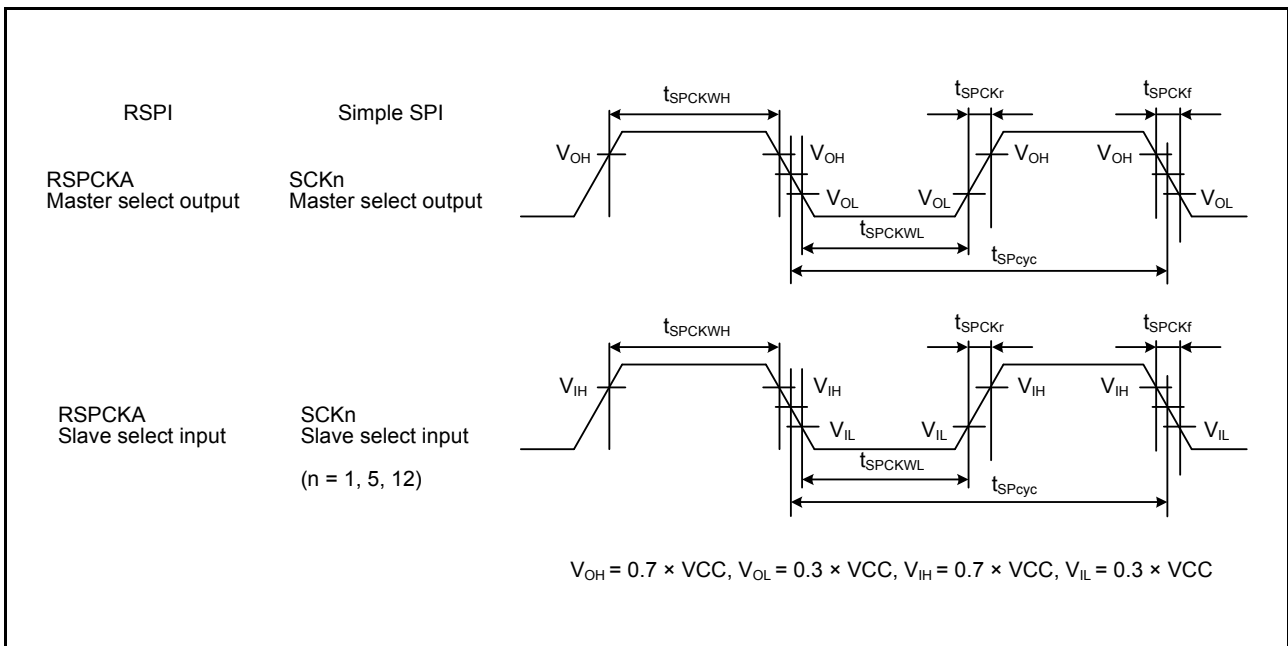 RSPI
Simple SPI
RSPCKA
Master select output
SCKn
Master select output
tSPCKWH
tSPCKr
tSPCKf
VOH
VOH
VOH
VOH
VOL
VOL
VOL
tSPCKWL
tSPcyc
RSPCKA
Slave select input
SCKn
Slave select input
(n = 1, 5, 12)
tSPCKWH
tSPCKr
tSPCKf
VIH
VIH
VIH
VIH
VIL
VIL
VIL
tSPCKWL
tSPcyc
VOH = 0.7 × VCC, VOL = 0.3 × VCC, VIH = 0.7 × VCC, VIL = 0.3 × VCC